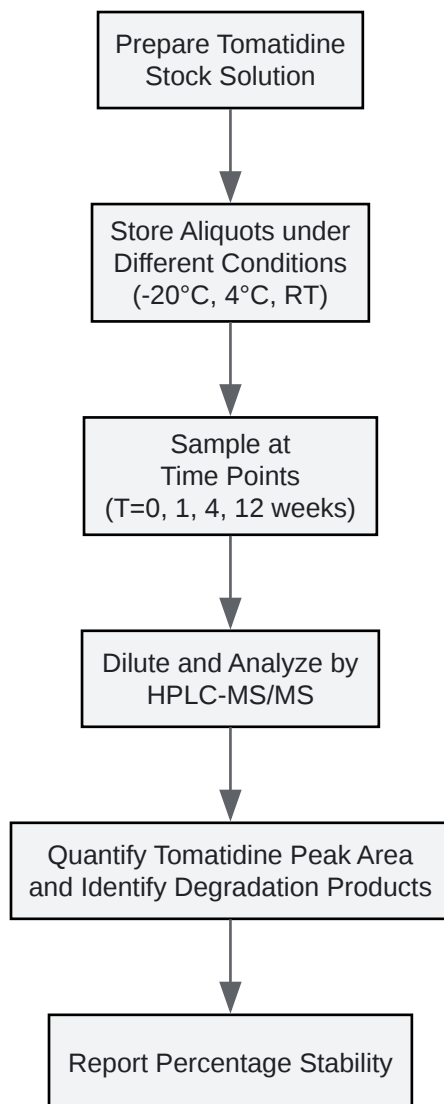 Prepare Tomatidine
Stock Solution
Store Aliquots under
Different Conditions
(-20°C, 4°C, RT)
Sample at
Time Points
(T=0, 1, 4, 12 weeks)
Dilute and Analyze by
HPLC-MS/MS
Quantify Tomatidine Peak Area
and Identify Degradation Products
Report Percentage Stability